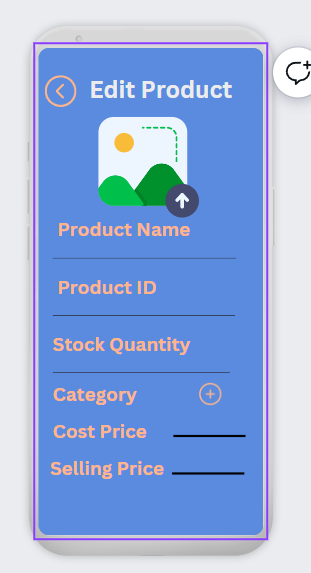 Edit Product
Product Name
Product ID
Stock Quantity
Category
Cost Price
Selling Price